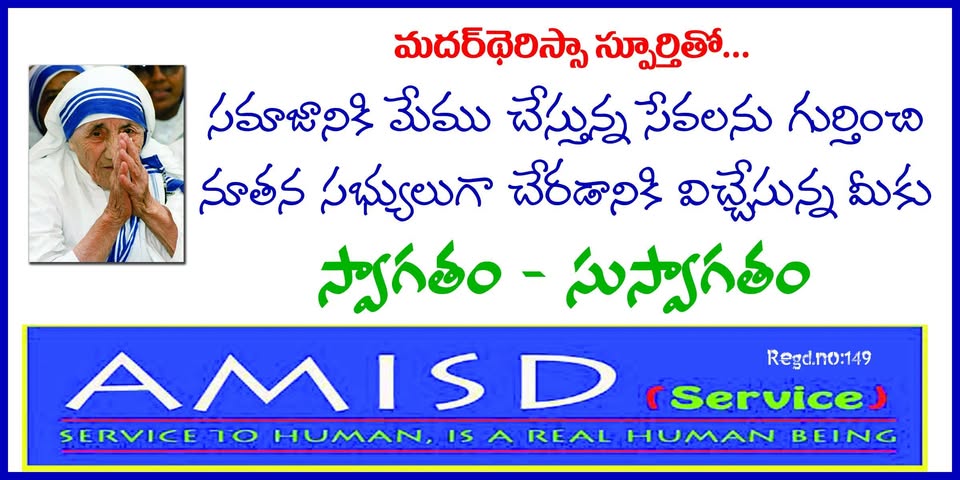 మదర్‌థెరిస్సా స్ఫూర్తితో...
సమాజానికి మేము చేస్తున్న సేవలను గుర్తించి
నూతన సభ్యులుగా చేరడానికి విచ్చేసున్న మీకు
స్వాగతం - సుస్వాగతం
Regd.no:149
AMISD (Service)
SERVICE TO HUMAN, IS A REAL HUMAN BEING